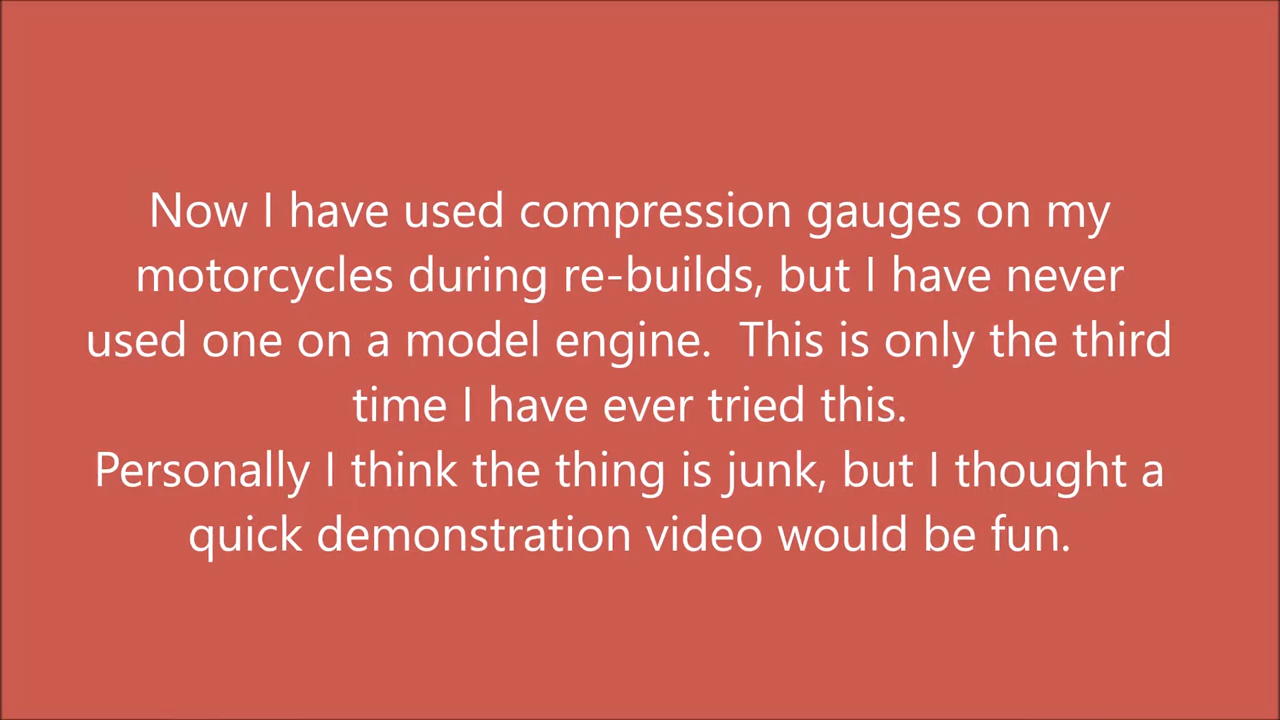 Now I have used compression gauges on my
motorcycles during re-builds, but I have never
used one on a model engine.  This is only the third
time I have ever tried this.
Personally I think the thing is junk, but I thought a
quick demonstration video would be fun.